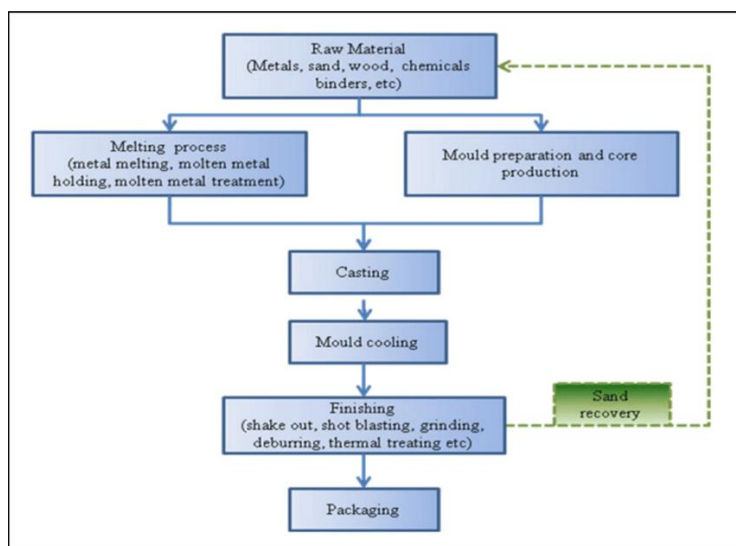 Raw Material
(Metals, sand, wood, chemicals
binders, etc)
Melting process
(metal melting, molten metal
holding, molten metal treatment)
Mould preparation and core
production
Casting
Mould cooling
Finishing
(shake out, shot blasting, grinding,
deburring, thermal treating etc)
Sand
recovery
Packaging